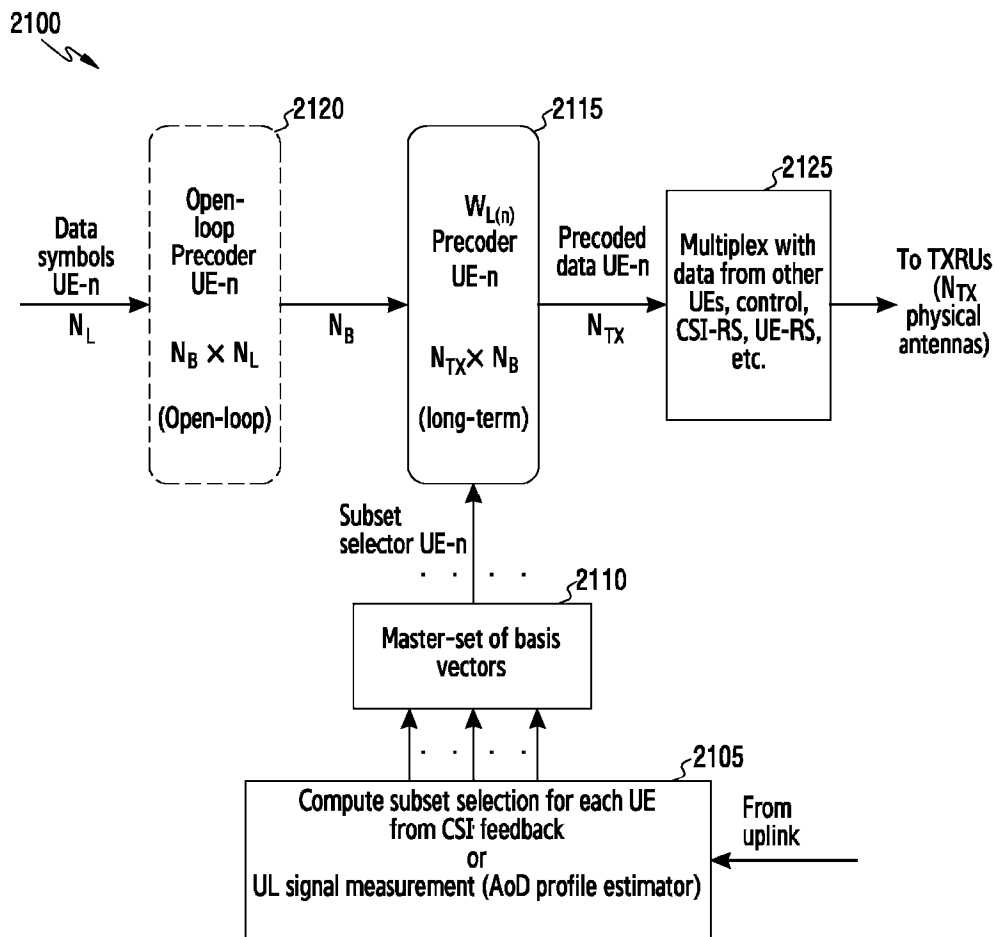 2100
2120
2115
2125
Data
symbols
UE-n
N_L
Open-
loop
Precoder
UE-n
N_B × N_L
(Open-loop)
N_B
W_L(n)
Precoder
UE-n
N_TX × N_B
(long-term)
Precoded
data UE-n
N_TX
Multiplex with
data from other
UEs, control,
CSI-RS, UE-RS,
etc.
To TXRUs
(N_TX
physical
antennas)
Subset
selector UE-n
2110
Master-set of basis
vectors
2105
Compute subset selection for each UE
from CSI feedback
or
UL signal measurement (AoD profile estimator)
From
uplink